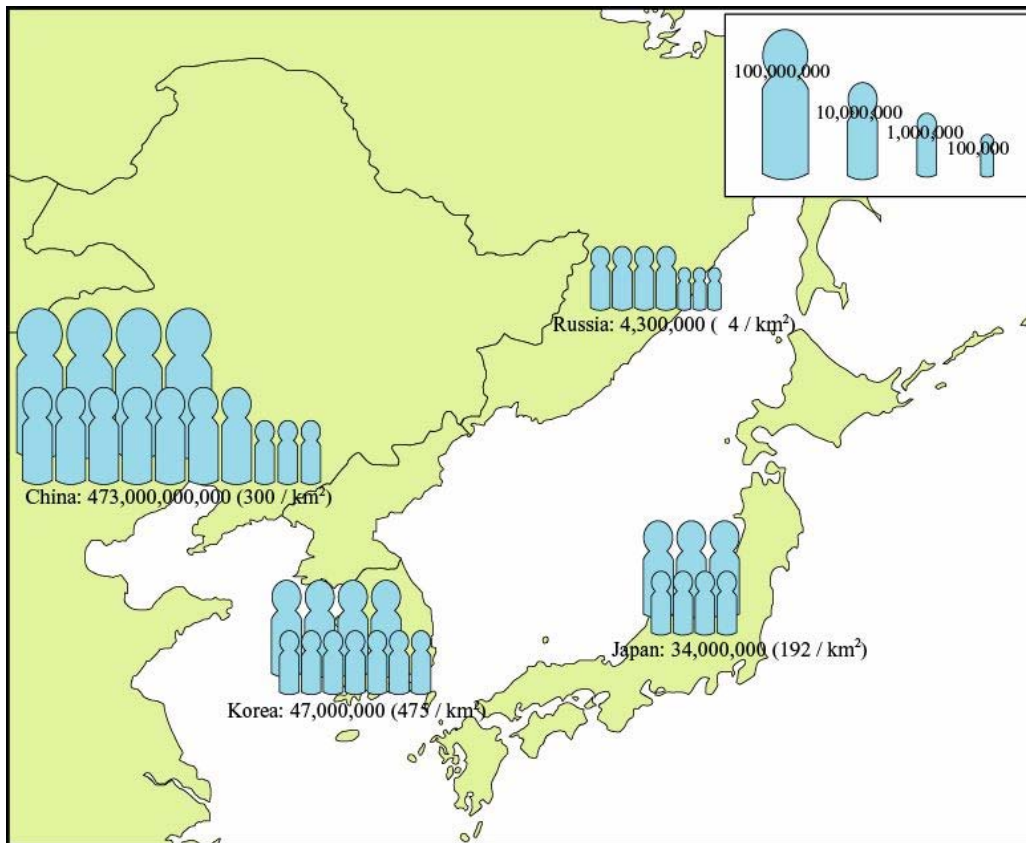 100,000,000
10,000,000
1,000,000
100,000
Russia: 4,300,000 (  4 / km²)
China: 473,000,000,000 (300 / km²)
Japan: 34,000,000 (192 / km²)
Korea: 47,000,000 (475 / km²)